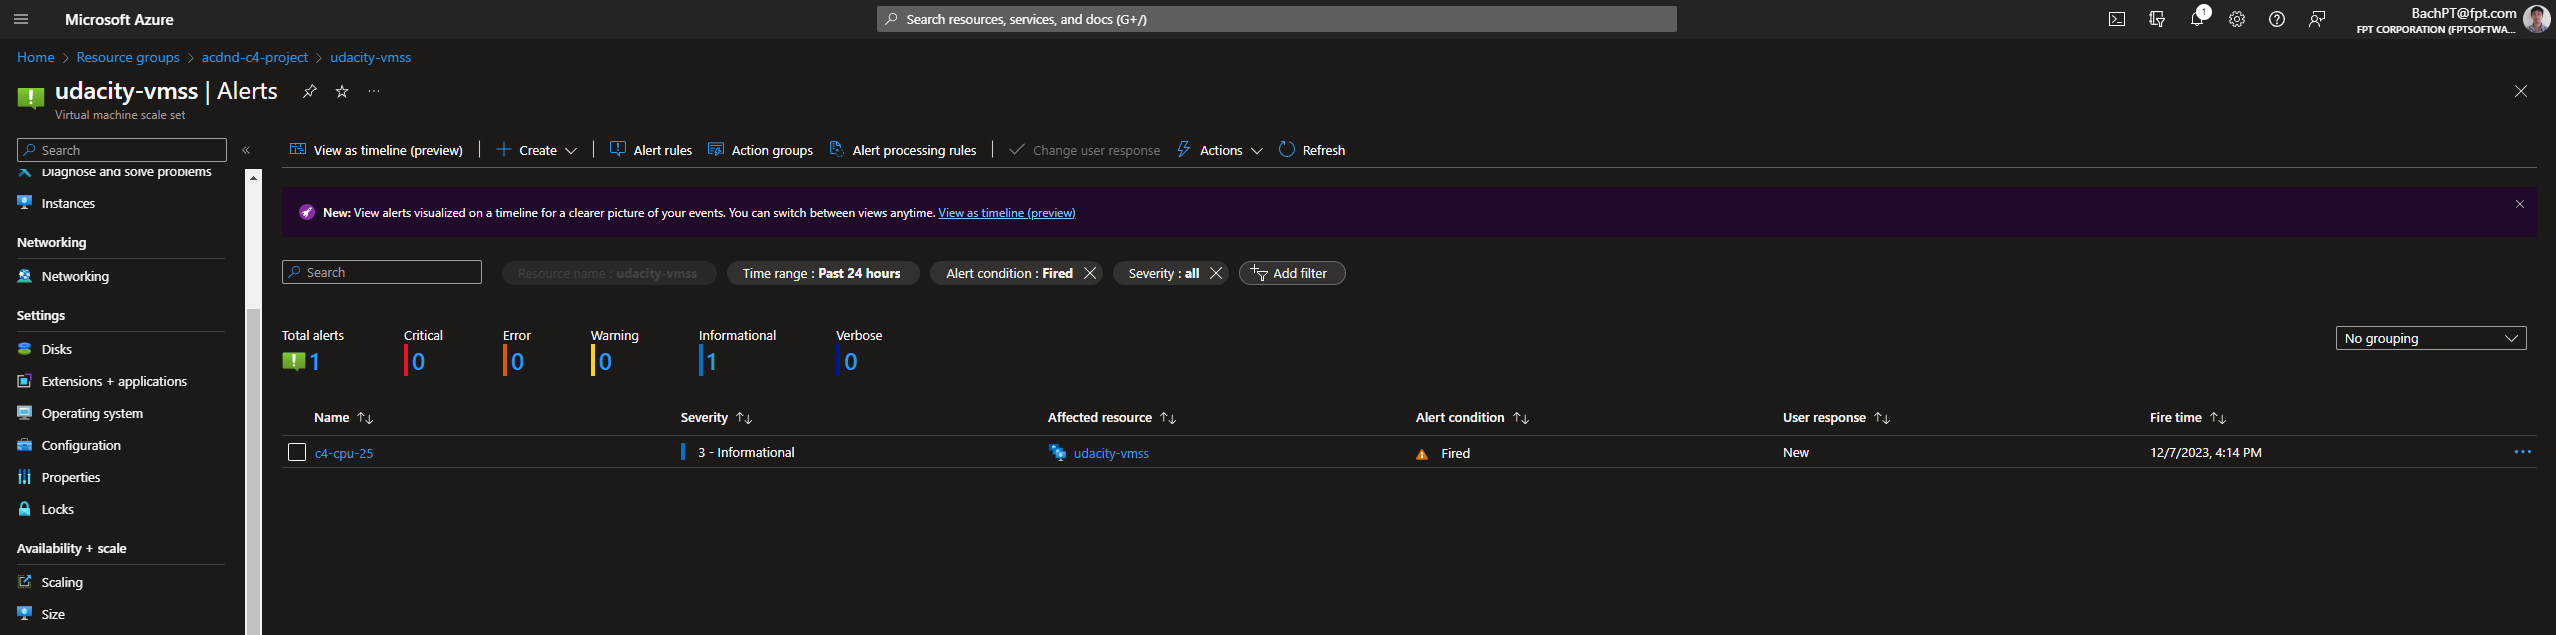 Microsoft Azure
Search resources, services, and docs (G+/)
1
BachPT@fpt.com
FPT CORPORATION (FPTSOFTWA...
Home > Resource groups > acdnd-c4-project > udacity-vmss
udacity-vmss | Alerts
Virtual machine scale set
Search
Diagnose and solve problems
Instances
Networking
Networking
Settings
Disks
Extensions + applications
Operating system
Configuration
Properties
Locks
Availability + scale
Scaling
Size
View as timeline (preview) Create Alert rules Action groups Alert processing rules Change user response Actions Refresh
New: View alerts visualized on a timeline for a clearer picture of your events. You can switch between views anytime. View as timeline (preview)
Search Resource name : udacity-vmss Time range : Past 24 hours Alert condition : Fired Severity : all Add filter
Total alerts Critical Error Warning Informational Verbose
1 0 0 0 1 0
No grouping
Name Severity Affected resource Alert condition User response Fire time
c4-cpu-25 3 - Informational udacity-vmss Fired New 12/7/2023, 4:14 PM